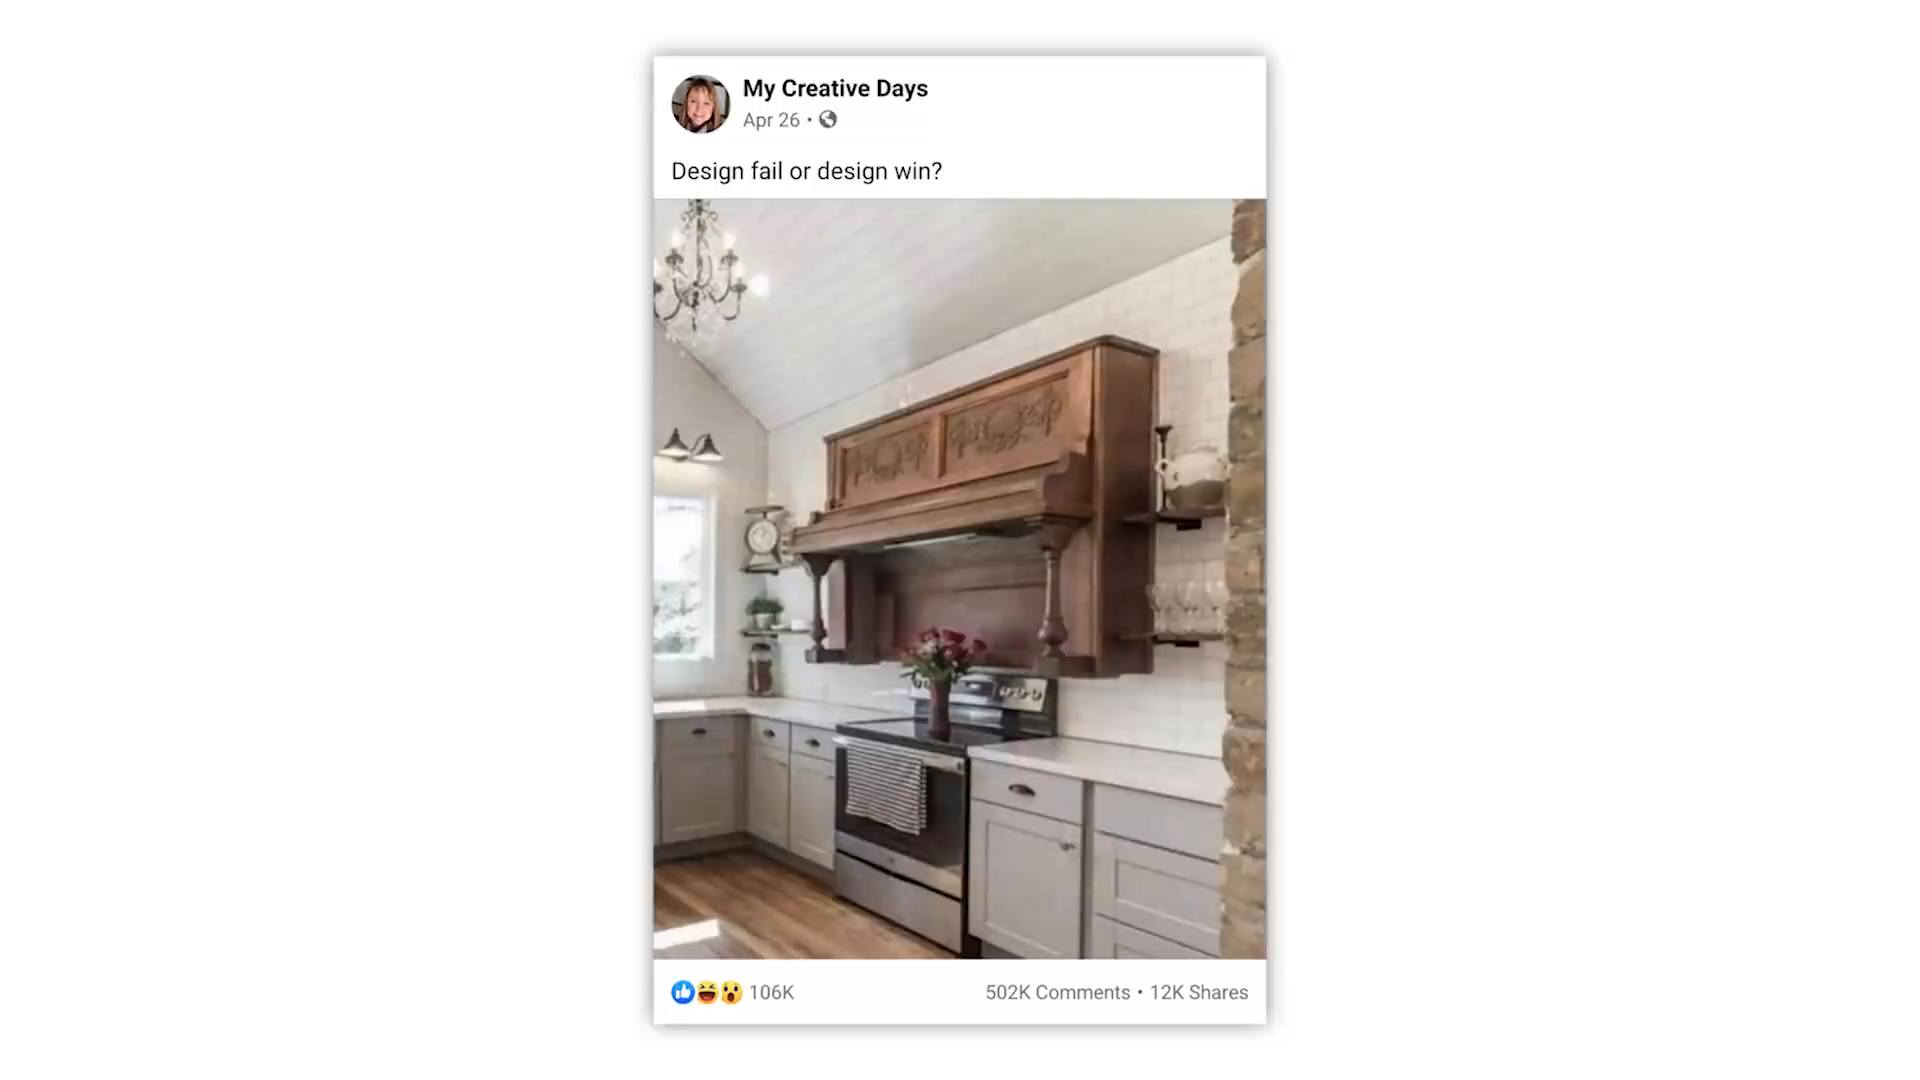 My Creative Days
Apr 26 •
Design fail or design win?
106K
502K Comments • 12K Shares